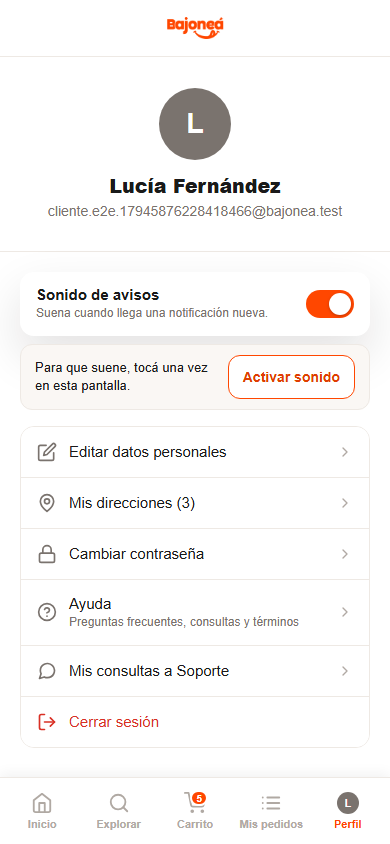 Bajoneá
L
Lucía Fernández
cliente.e2e.17945876228418466@bajonea.test
Sonido de avisos
Suena cuando llega una notificación nueva.
Para que suene, tocá una vez
en esta pantalla.
Activar sonido
Editar datos personales
Mis direcciones (3)
Cambiar contraseña
Ayuda
Preguntas frecuentes, consultas y términos
Mis consultas a Soporte
Cerrar sesión
5
L
Inicio
Explorar
Carrito
Mis pedidos
Perfil